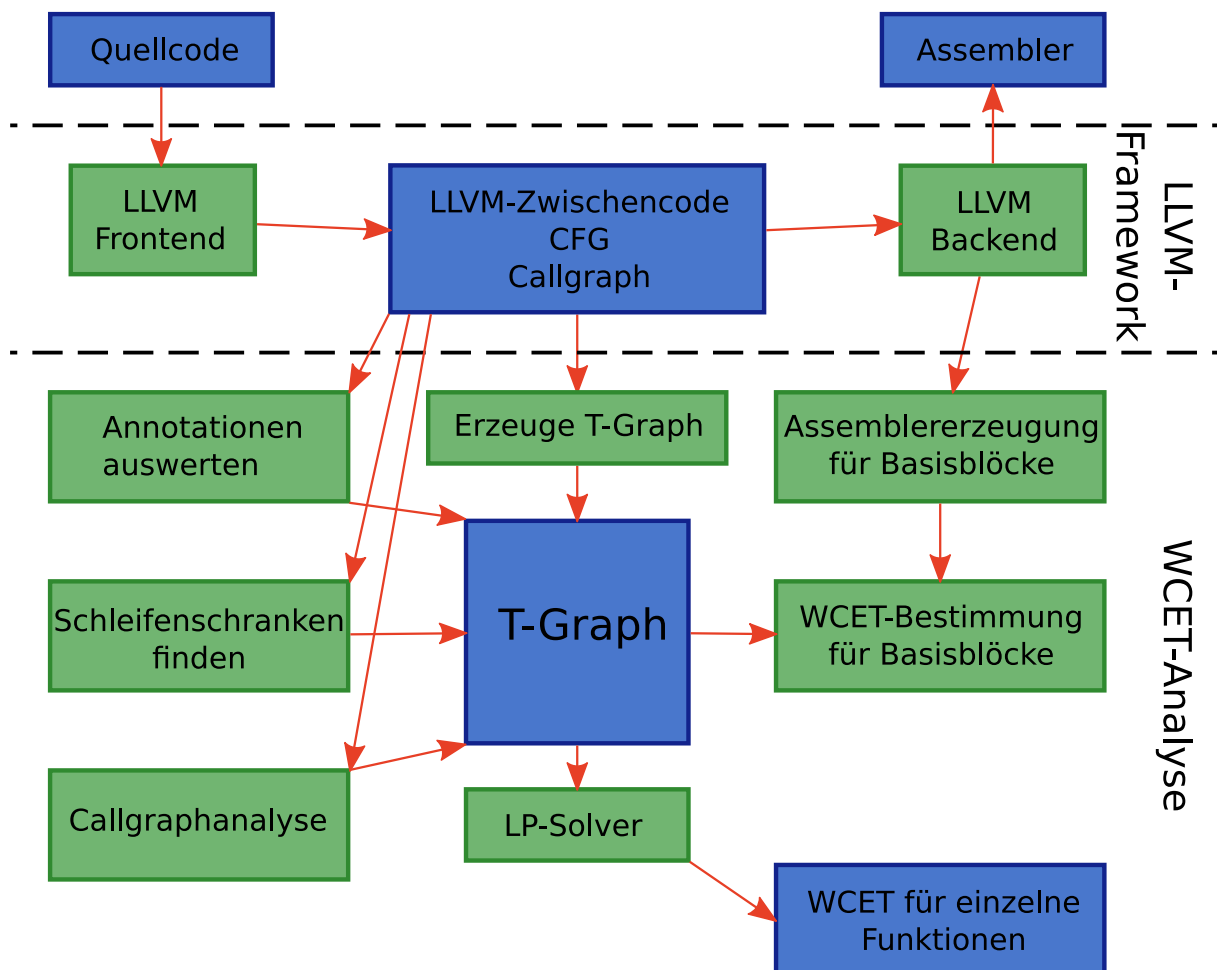 Quellcode
Assembler
LLVM
Frontend
LLVM-Zwischencode
CFG
Callgraph
LLVM
Backend
LLVM-
Framework
Annotationen
auswerten
Erzeuge T-Graph
Assemblererzeugung
für Basisblöcke
Schleifenschranken
finden
T-Graph
WCET-Bestimmung
für Basisblöcke
WCET-Analyse
Callgraphanalyse
LP-Solver
WCET für einzelne
Funktionen